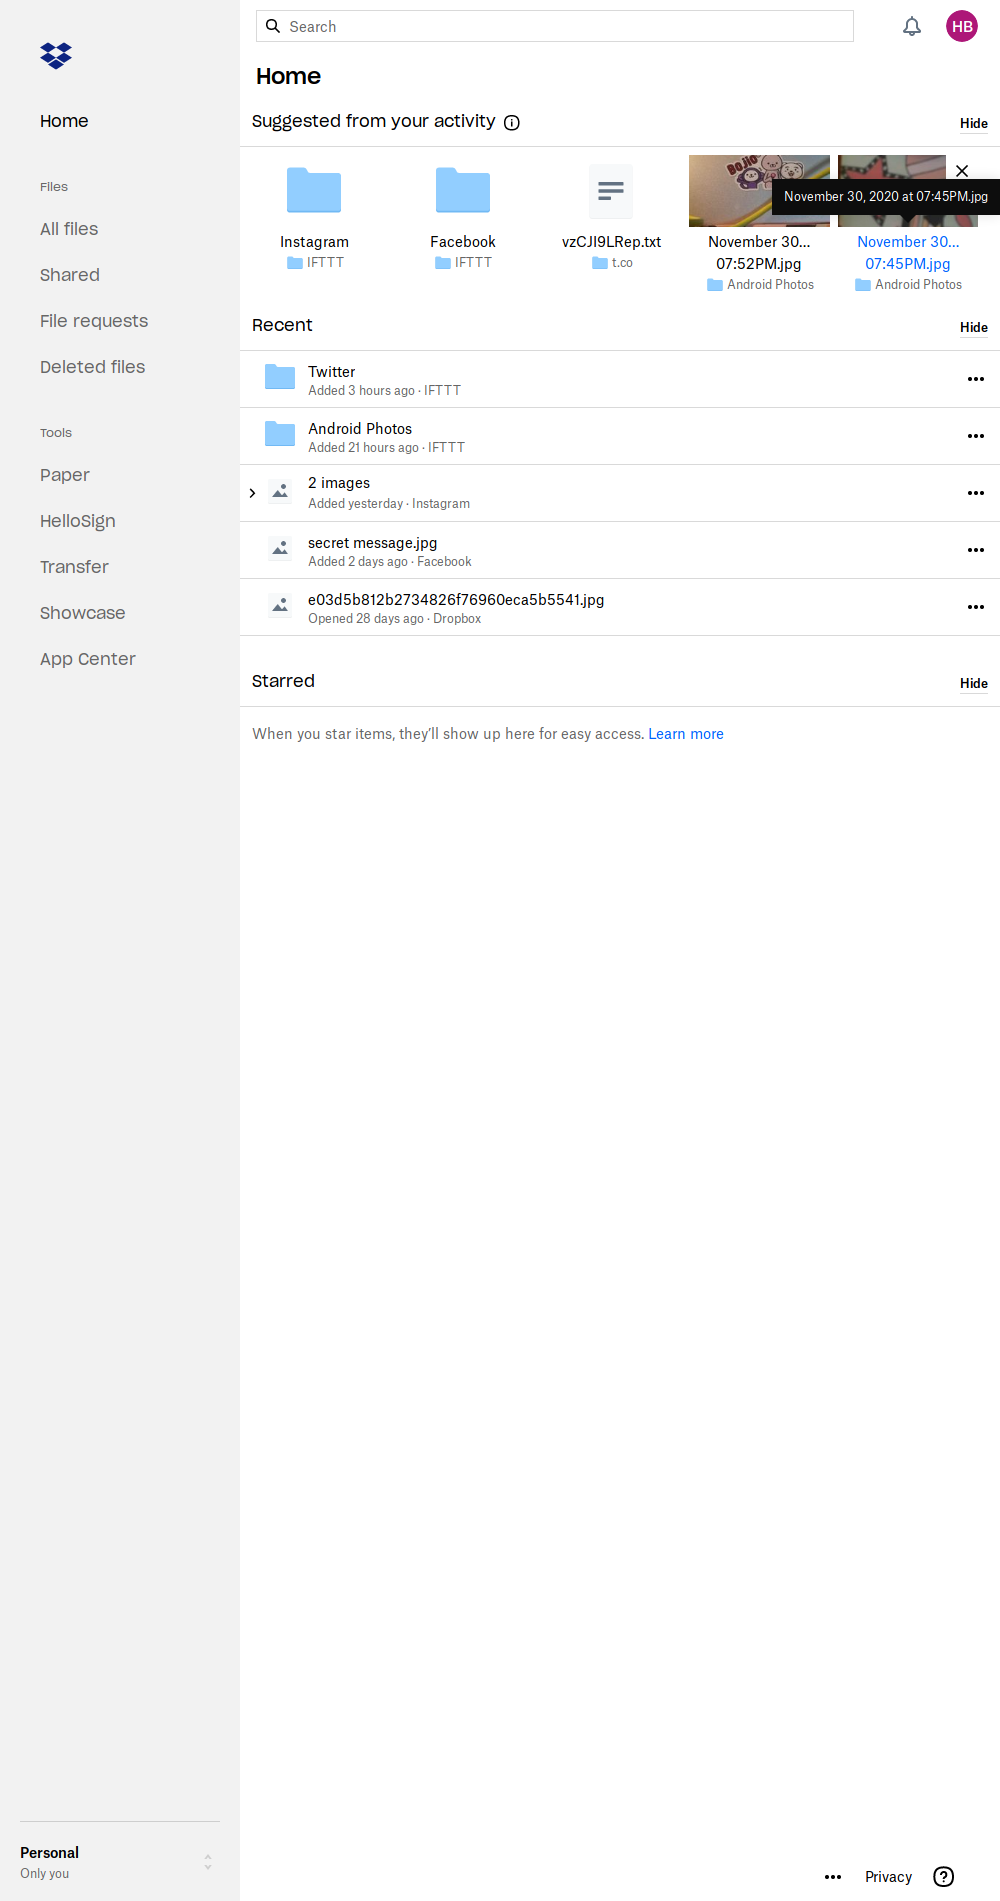 Search
HB
Home
Home
Suggested from your activity
Hide
Files
All files
Shared
File requests
Deleted files
Tools
Paper
HelloSign
Transfer
Showcase
App Center
BOJIO
November 30, 2020 at 07:45PM.jpg
Instagram
IFTTT
Facebook
IFTTT
vzCJI9LRep.txt
t.co
November 30...
07:52PM.jpg
Android Photos
November 30...
07:45PM.jpg
Android Photos
Recent
Hide
Twitter
Added 3 hours ago · IFTTT
Android Photos
Added 21 hours ago · IFTTT
2 images
Added yesterday · Instagram
secret message.jpg
Added 2 days ago · Facebook
e03d5b812b2734826f76960eca5b5541.jpg
Opened 28 days ago · Dropbox
Starred
Hide
When you star items, they’ll show up here for easy access. Learn more
Personal
Only you
Privacy